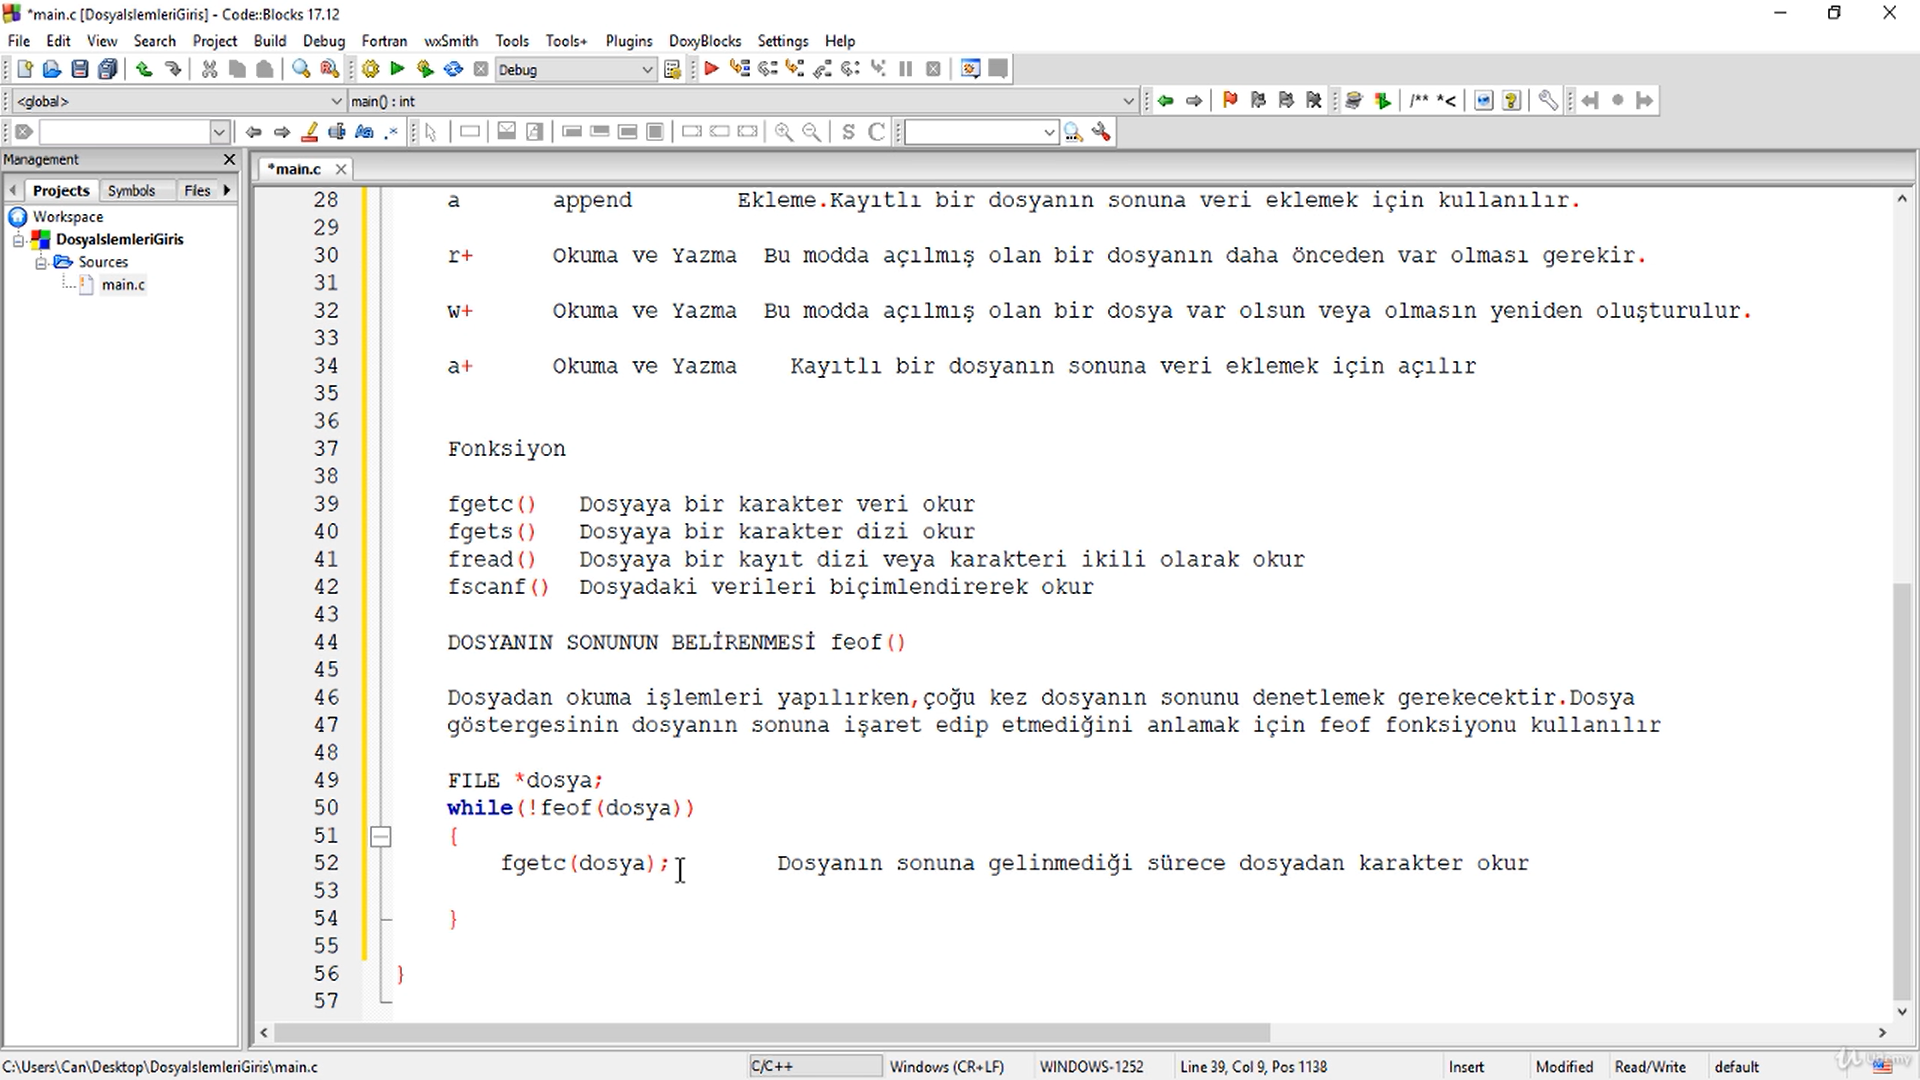 *main.c [DosyaIslemleriGiris] - Code::Blocks 17.12
File Edit View Search Project Build Debug Fortran wxSmith Tools Tools+ Plugins DoxyBlocks Settings Help
Debug
<global> main() : int
/** *<
Management
*main.c
Projects Symbols Files
Workspace
DosyaIslemleriGiris
Sources
main.c
28 a append Ekleme.Kayıtlı bir dosyanın sonuna veri eklemek için kullanılır.
29
30 r+ Okuma ve Yazma Bu modda açılmış olan bir dosyanın daha önceden var olması gerekir.
31
32 w+ Okuma ve Yazma Bu modda açılmış olan bir dosya var olsun veya olmasın yeniden oluşturulur.
33
34 a+ Okuma ve Yazma Kayıtlı bir dosyanın sonuna veri eklemek için açılır
35
36
37 Fonksiyon
38
39 fgetc() Dosyaya bir karakter veri okur
40 fgets() Dosyaya bir karakter dizi okur
41 fread() Dosyaya bir kayıt dizi veya karakteri ikili olarak okur
42 fscanf() Dosyadaki verileri biçimlendirerek okur
43
44 DOSYANIN SONUNUN BELİRENMESİ feof()
45
46 Dosyadan okuma işlemleri yapılırken,çoğu kez dosyanın sonunu denetlemek gerekecektir.Dosya
47 göstergesinin dosyanın sonuna işaret edip etmediğini anlamak için feof fonksiyonu kullanılır
48
49 FILE *dosya;
50 while(!feof(dosya))
51 {
52 fgetc(dosya); Dosyanın sonuna gelinmediği sürece dosyadan karakter okur
53
54 }
55
56 }
57
C:\Users\Can\Desktop\DosyaIslemleriGiris\main.c C/C++ Windows (CR+LF) WINDOWS-1252 Line 39, Col 9, Pos 1138 Insert Modified Read/Write default
Udemy